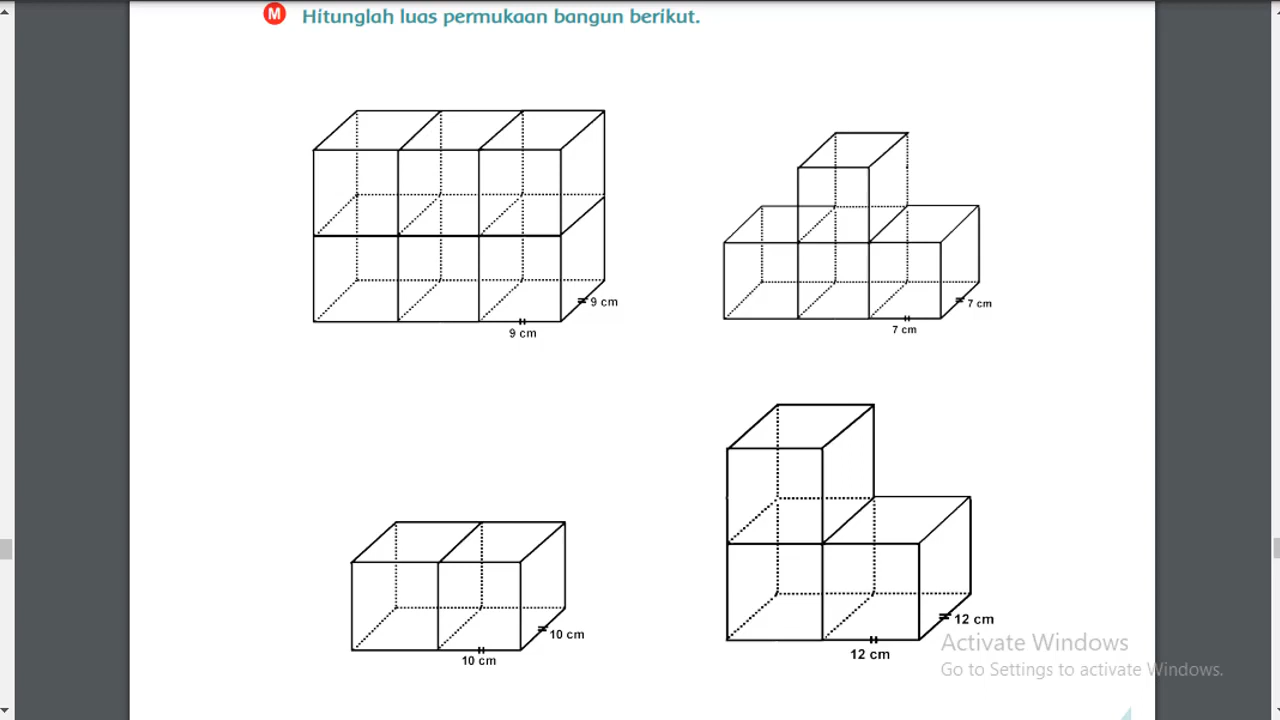 M Hitunglah luas permukaan bangun berikut.
9 cm
9 cm
7 cm
7 cm
10 cm
10 cm
12 cm
12 cm
Activate Windows
Go to Settings to activate Windows.